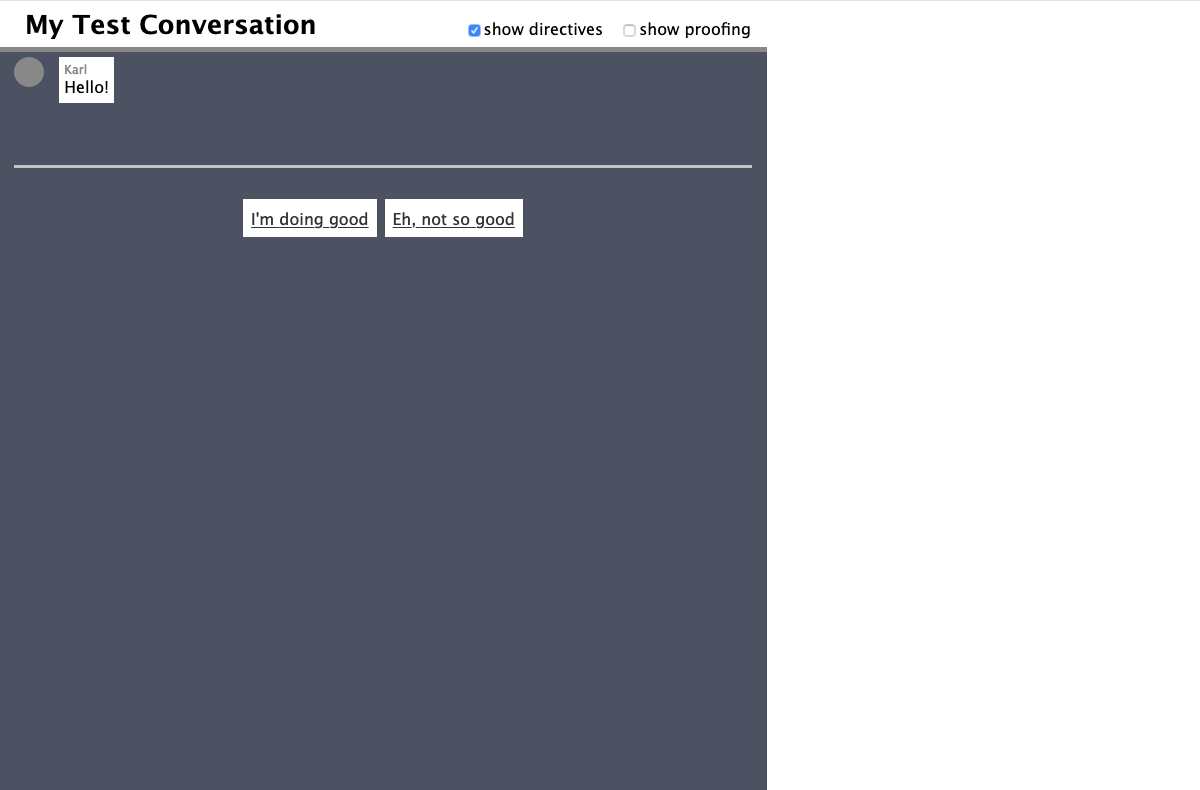 My Test Conversation
show directives
show proofing
Karl
Hello!
I'm doing good
Eh, not so good